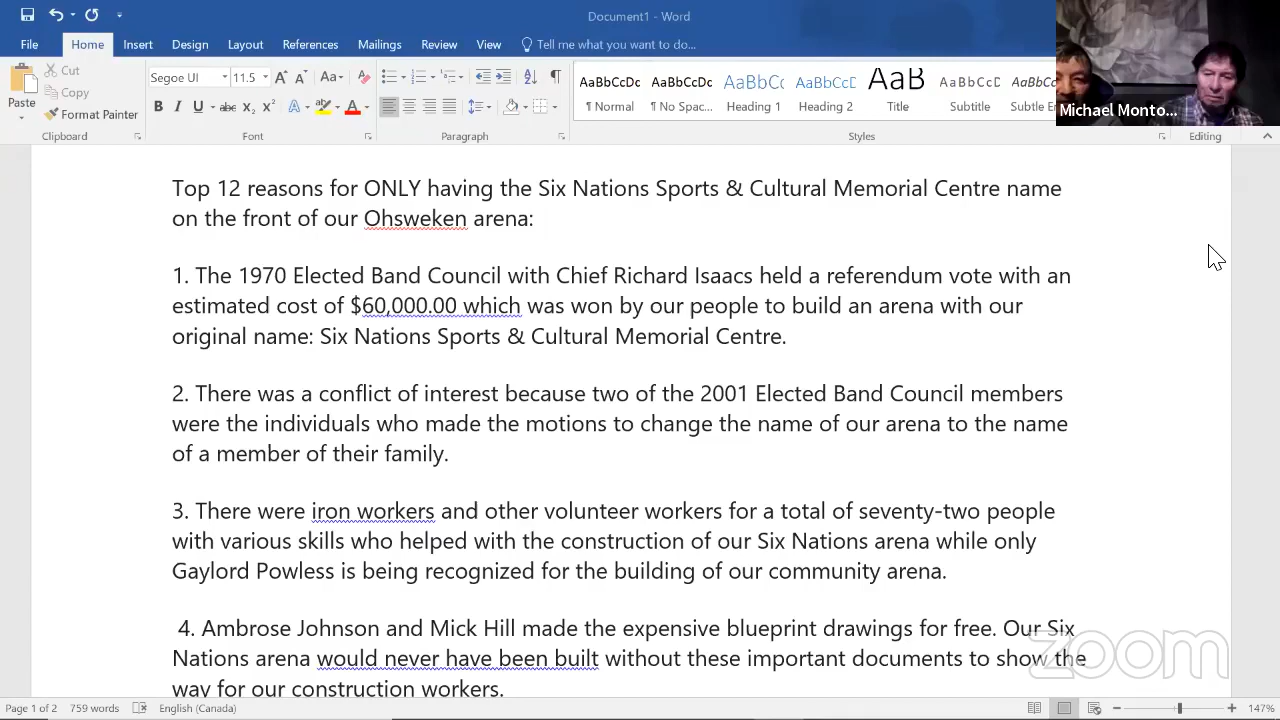 Document1 - Word
File Home Insert Design Layout References Mailings Review View Tell me what you want to do...
Paste Cut Copy Format Painter
Segoe UI 11.5
AaBbCcDc AaBbCcDc AaBbCc AaBbCcD AaB AaBbCcD AaBbCcD
¶ Normal ¶ No Spac... Heading 1 Heading 2 Title Subtitle Subtle Em
Clipboard Font Paragraph Styles Editing
Michael Monto...
Top 12 reasons for ONLY having the Six Nations Sports & Cultural Memorial Centre name
on the front of our Ohsweken arena:
1. The 1970 Elected Band Council with Chief Richard Isaacs held a referendum vote with an
estimated cost of $60,000.00 which was won by our people to build an arena with our
original name: Six Nations Sports & Cultural Memorial Centre.
2. There was a conflict of interest because two of the 2001 Elected Band Council members
were the individuals who made the motions to change the name of our arena to the name
of a member of their family.
3. There were iron workers and other volunteer workers for a total of seventy-two people
with various skills who helped with the construction of our Six Nations arena while only
Gaylord Powless is being recognized for the building of our community arena.
4. Ambrose Johnson and Mick Hill made the expensive blueprint drawings for free. Our Six
Nations arena would never have been built without these important documents to show the
way for our construction workers.
zoom
Page 1 of 2 759 words English (Canada) 147%